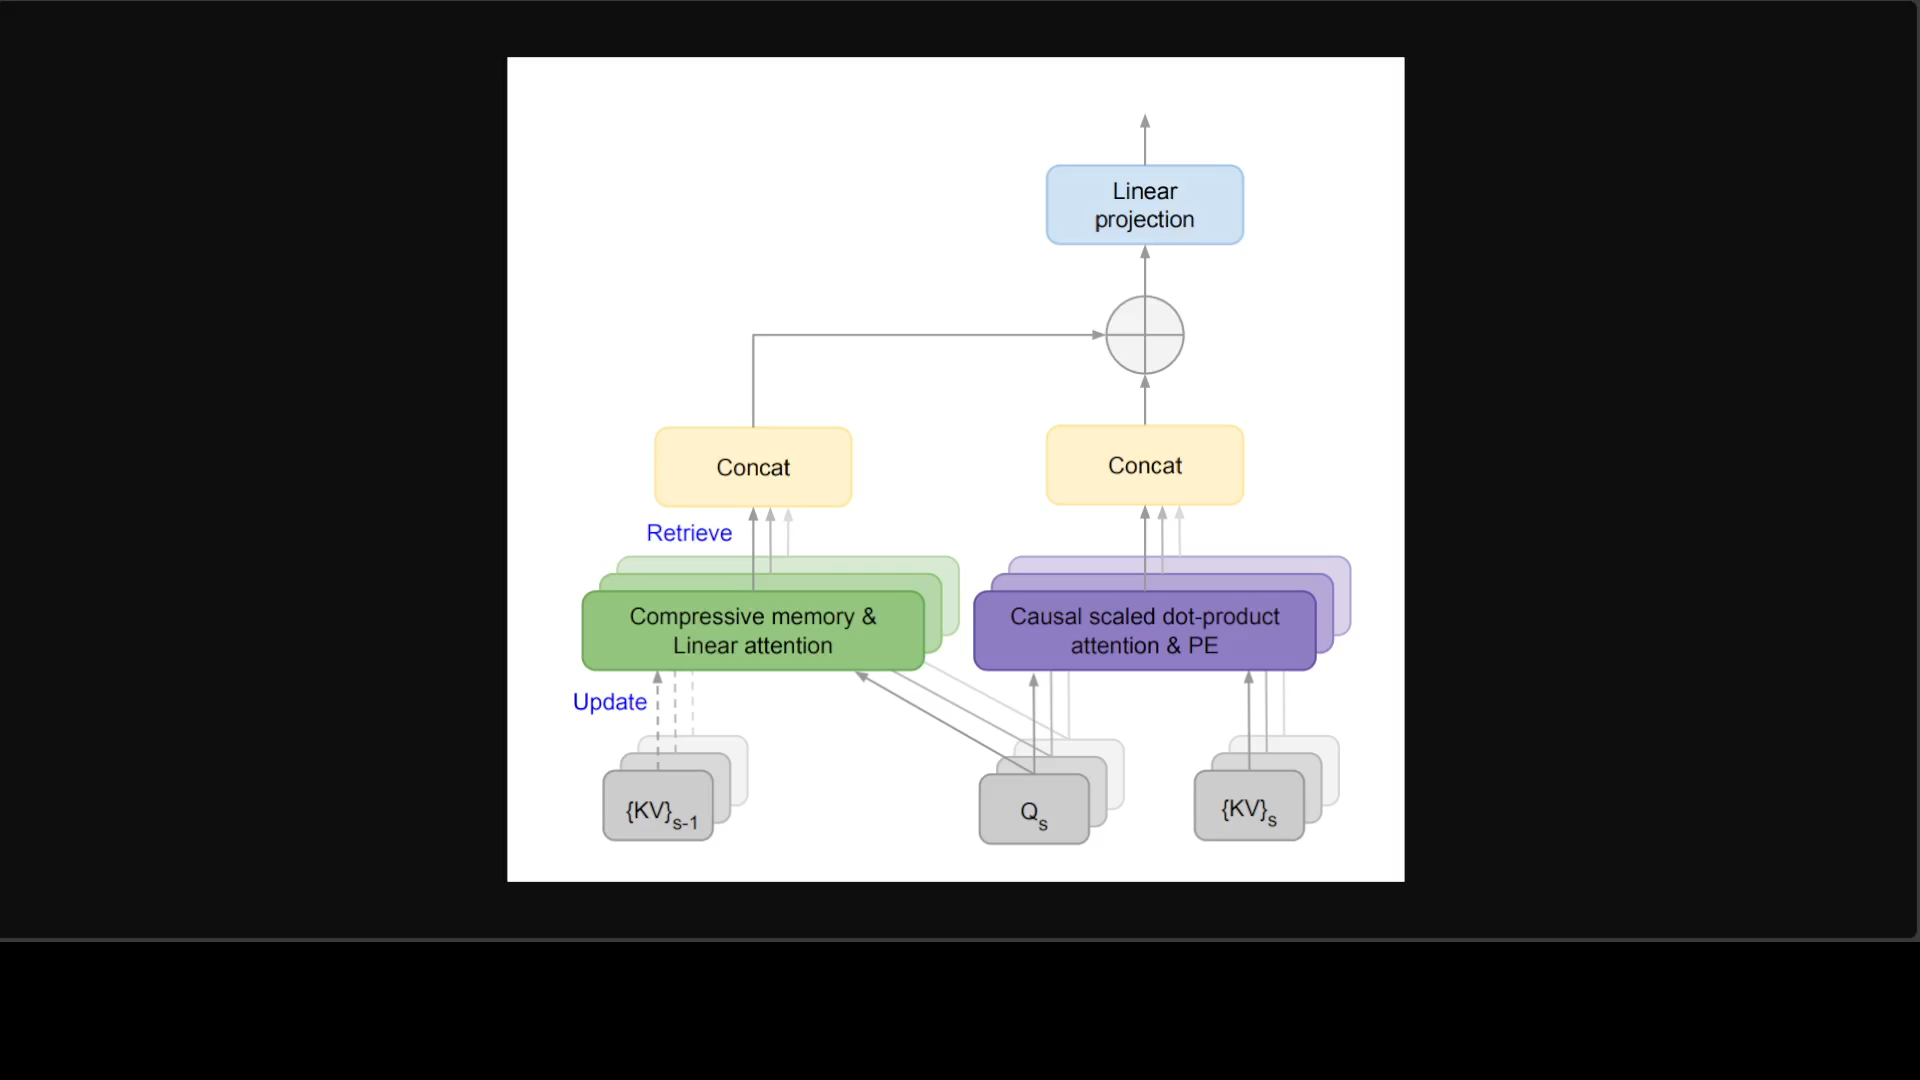 Linear
projection
Concat
Concat
Retrieve
Compressive memory &
Linear attention
Causal scaled dot-product
attention & PE
Update
{KV}s-1
Qs
{KV}s